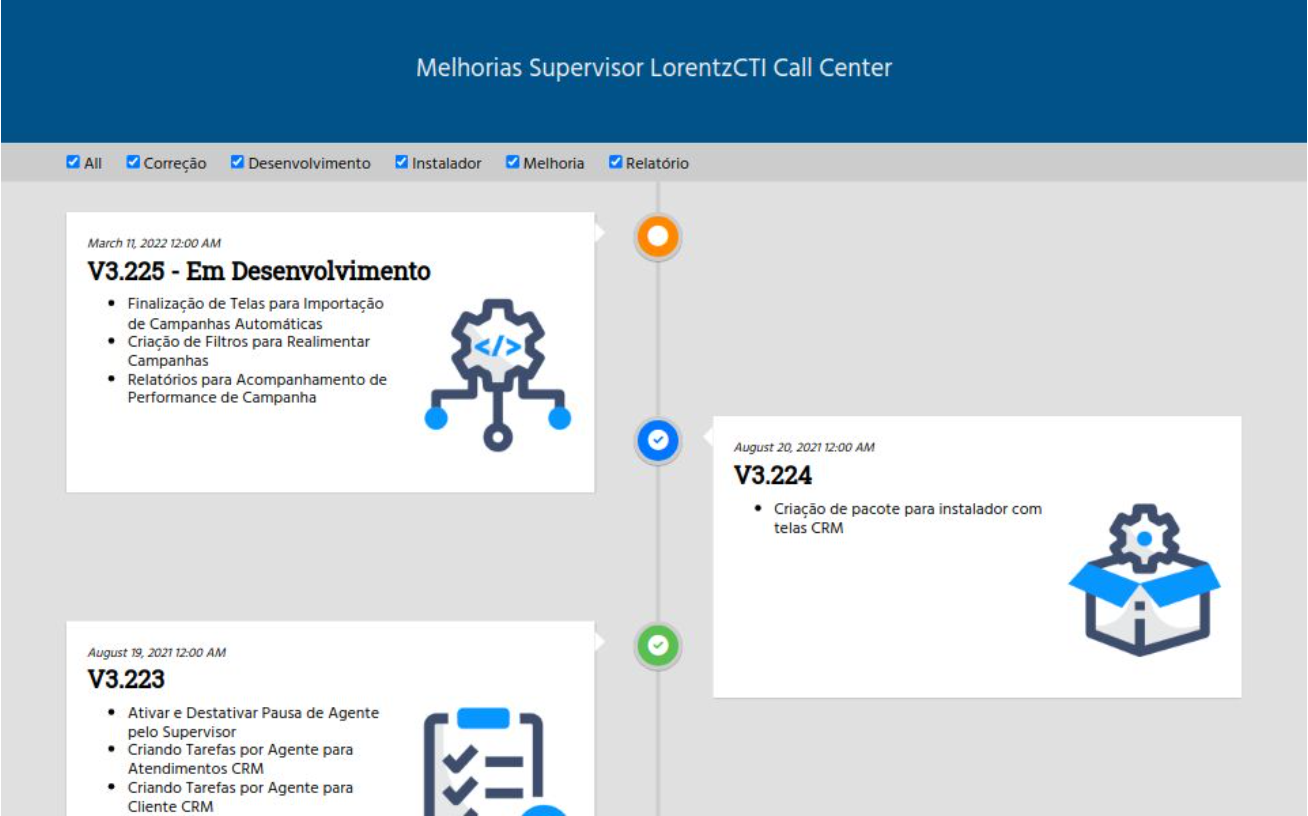 Melhorias Supervisor LorentzCTI Call Center
All Correção Desenvolvimento Instalador Melhoria Relatório
March 11, 2022 12:00 AM
V3.225 - Em Desenvolvimento
Finalização de Telas para Importação
de Campanhas Automáticas
Criação de Filtros para Realimentar
Campanhas
Relatórios para Acompanhamento de
Performance de Campanha
</>
August 20, 2021 12:00 AM
V3.224
Criação de pacote para instalador com
telas CRM
August 19, 2021 12:00 AM
V3.223
Ativar e Destativar Pausa de Agente
pelo Supervisor
Criando Tarefas por Agente para
Atendimentos CRM
Criando Tarefas por Agente para
Cliente CRM